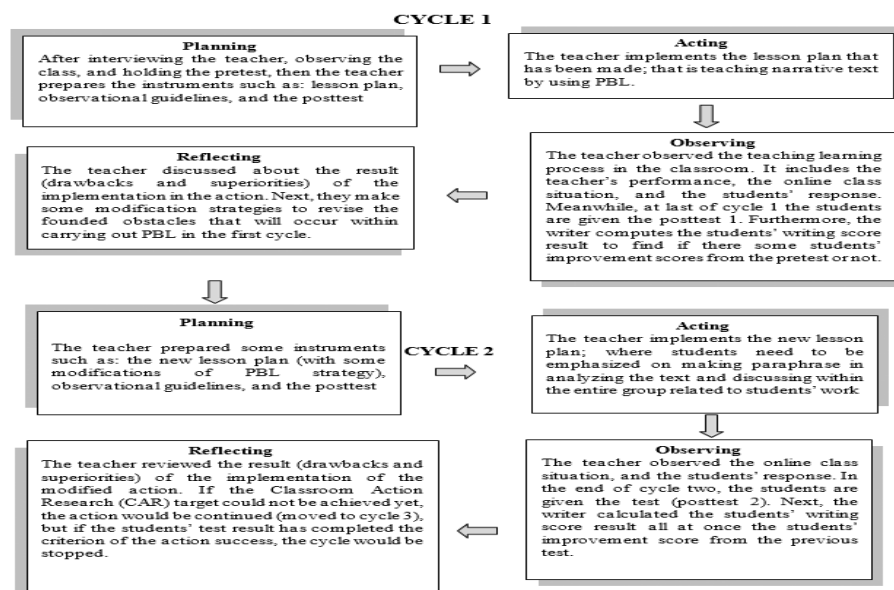 CYCLE 1
Planning
After interviewing the teacher, observing the
class, and holding the pretest, then the teacher
prepares the instruments such as: lesson plan,
observational guidelines, and the posttest
Acting
The teacher implements the lesson plan that
has been made; that is teaching narrative text
by using PBL.
Observing
The teacher observed the teaching learning
process in the classroom. It includes the
teacher's performance, the online class
situation, and the students' response.
Meanwhile, at last of cycle 1 the students
are given the posttest 1. Furthermore, the
writer computes the students' writing score
result to find if there some students'
improvement scores from the pretest or not.
Reflecting
The teacher discussed about the result
(drawbacks and superiorities) of the
implementation in the action. Next, they make
some modification strategies to revise the
founded obstacles that will occur within
carrying out PBL in the first cycle.
CYCLE 2
Planning
The teacher prepared some instruments
such as: the new lesson plan (with some
modifications of PBL strategy),
observational guidelines, and the posttest
Acting
The teacher implements the new lesson
plan; where students need to be
emphasized on making paraphrase in
analyzing the text and discussing within
the entire group related to students' work
Observing
The teacher observed the online class
situation, and the students' response. In
the end of cycle two, the students are
given the test (posttest 2). Next, the
writer calculated the students' writing
score result all at once the students'
improvement score from the previous
test.
Reflecting
The teacher reviewed the result (drawbacks and
superiorities) of the implementation of the
modified action. If the Classroom Action
Research (CAR) target could not be achieved yet,
the action would be continued (moved to cycle 3),
but if the students' test result has completed the
criterion of the action success, the cycle would be
stopped.